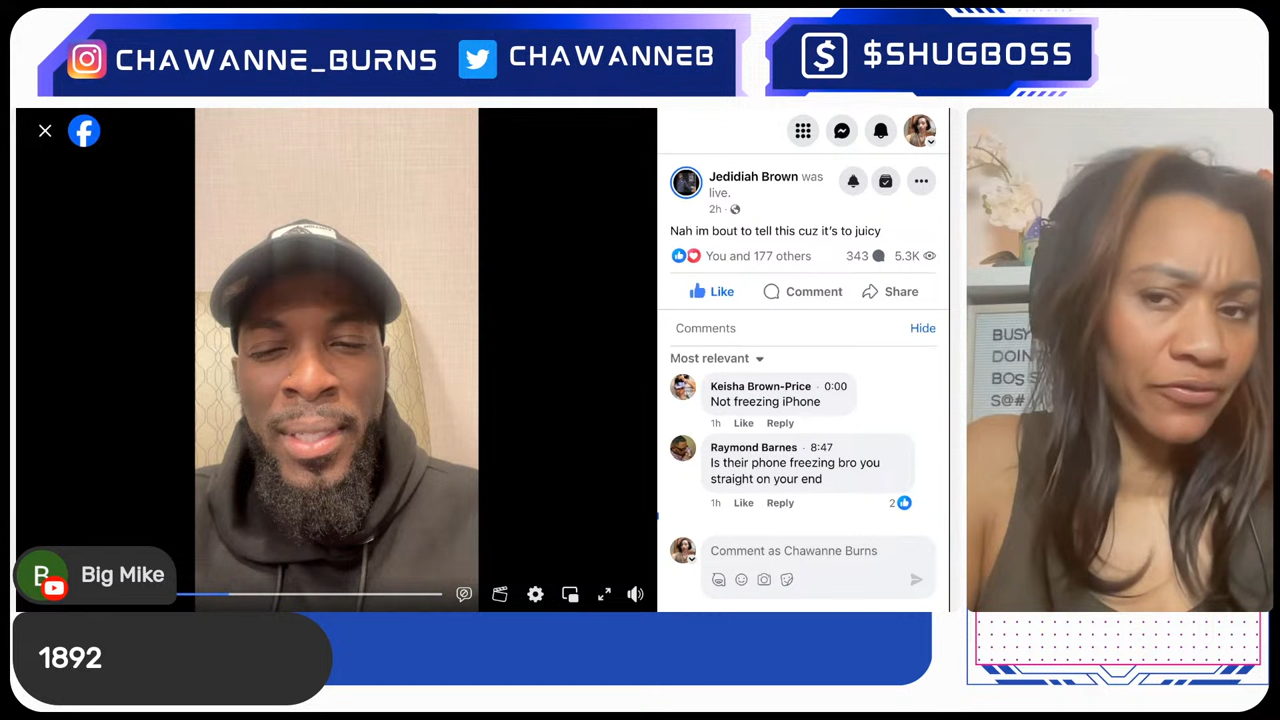 CHAWANNE_BURNS
CHAWANNEB
$ $SHUGBOSS
Jedidiah Brown was
live.
2h ·
Nah im bout to tell this cuz it's to juicy
You and 177 others
343
5.3K
Like
Comment
Share
Comments
Hide
Most relevant
Keisha Brown-Price · 0:00
Not freezing iPhone
1h Like Reply
Raymond Barnes · 8:47
Is their phone freezing bro you
straight on your end
1h Like Reply
2
Comment as Chawanne Burns
BUSY
DOIN
BOS S
S@#
B
Big Mike
1892